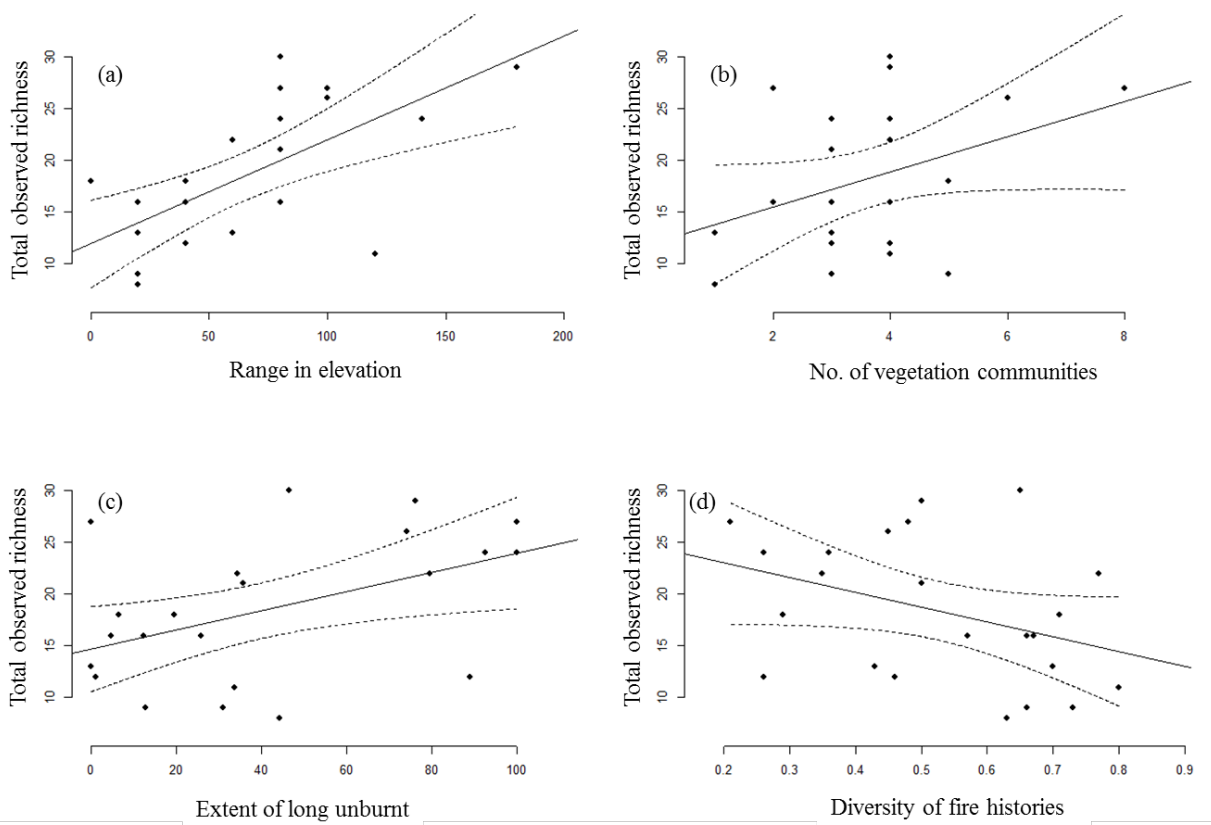 (a)
Total observed richness
30
25
20
15
10
0 50 100 150 200
Range in elevation
(b)
Total observed richness
30
25
20
15
10
2 4 6 8
No. of vegetation communities
(c)
Total observed richness
30
25
20
15
10
0 20 40 60 80 100
Extent of long unburnt
(d)
Total observed richness
30
25
20
15
10
0.2 0.3 0.4 0.5 0.6 0.7 0.8 0.9
Diversity of fire histories